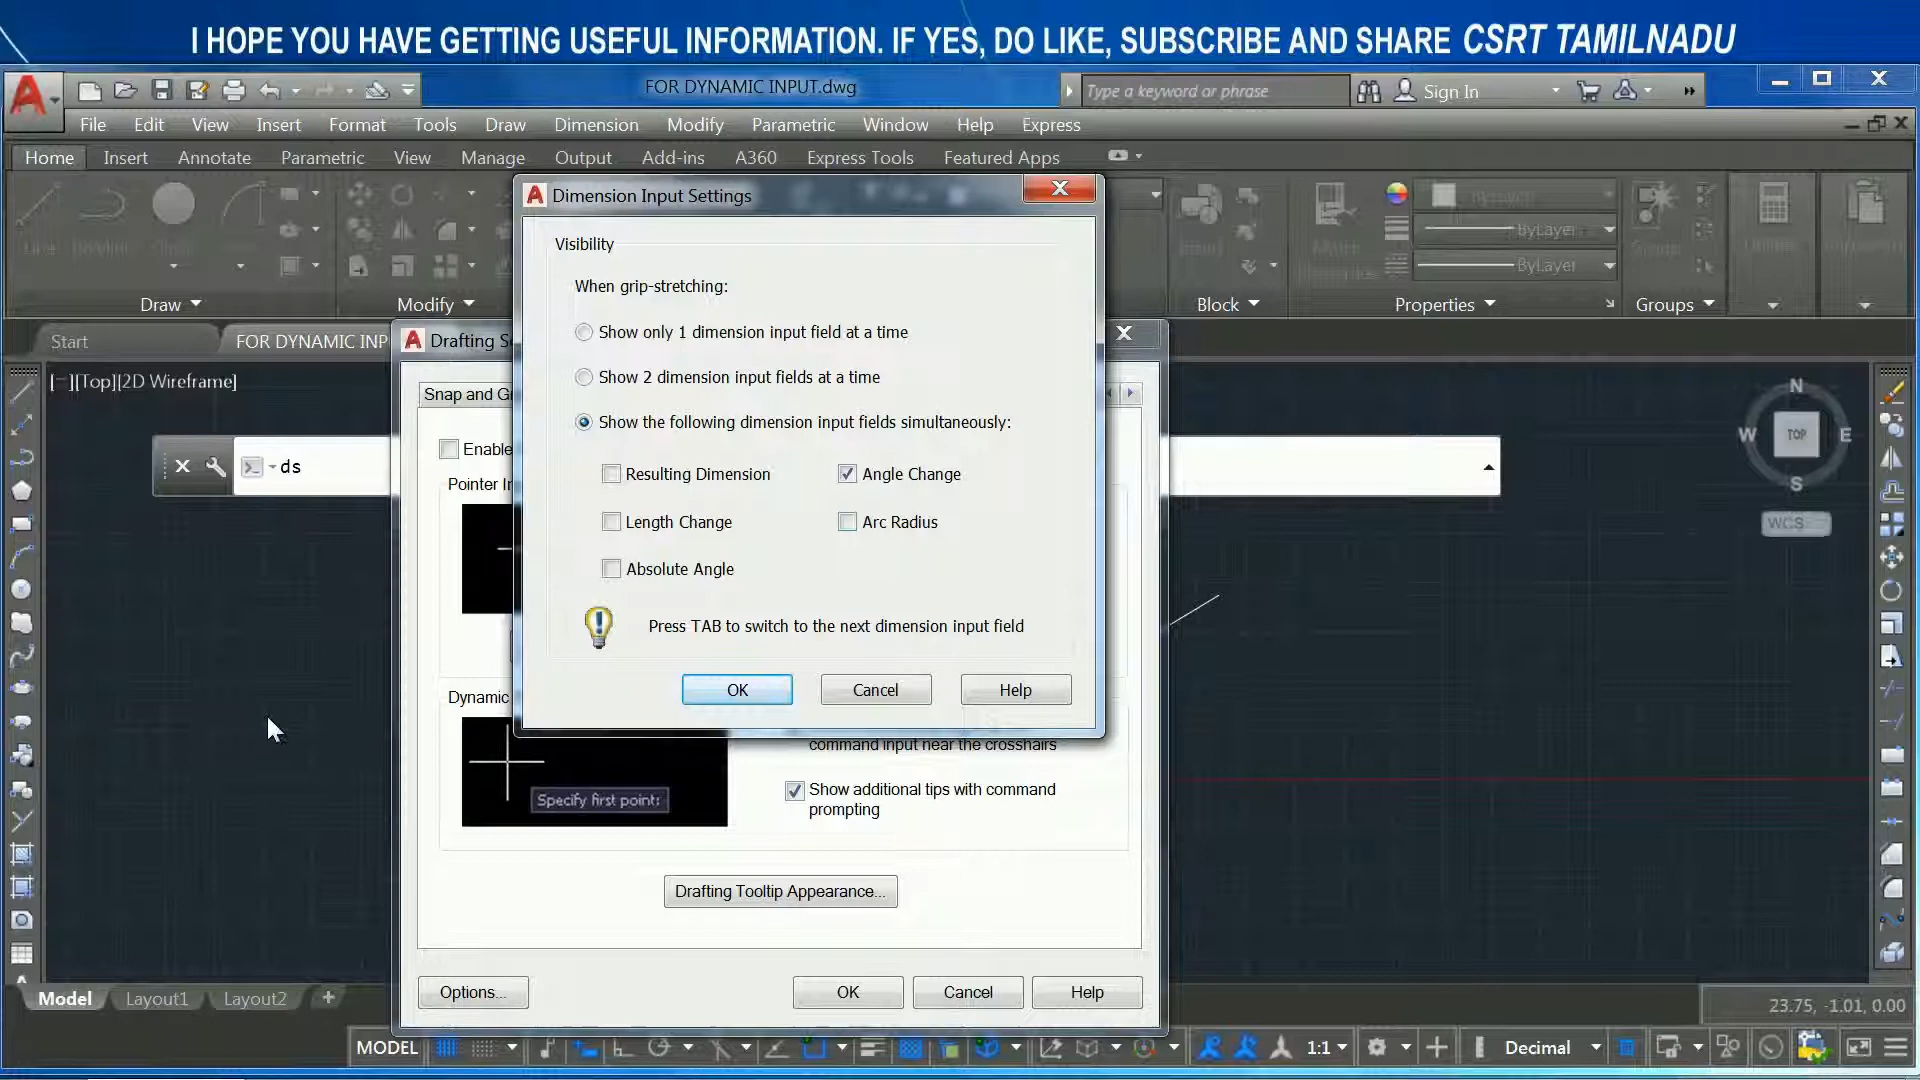 I HOPE YOU HAVE GETTING USEFUL INFORMATION. IF YES, DO LIKE, SUBSCRIBE AND SHARE CSRT TAMILNADU
FOR DYNAMIC INPUT.dwg
Type a keyword or phrase
Sign In
File Edit View Insert Format Tools Draw Dimension Modify Parametric Window Help Express
Home Insert Annotate Parametric View Manage Output Add-ins A360 Express Tools Featured Apps
ByLayer
ByLayer
Draw Modify Block Properties Groups
Start
FOR DYNAMIC INP
[−][Top][2D Wireframe]
ds
Drafting S
Snap and G
Enable
Pointer In
Dynamic
Specify first point:
command input near the crosshairs
Show additional tips with command
prompting
Drafting Tooltip Appearance...
Options...
OK
Cancel
Help
Dimension Input Settings
Visibility
When grip-stretching:
Show only 1 dimension input field at a time
Show 2 dimension input fields at a time
Show the following dimension input fields simultaneously:
Resulting Dimension
Angle Change
Length Change
Arc Radius
Absolute Angle
Press TAB to switch to the next dimension input field
OK
Cancel
Help
N
W
TOP
E
S
WCS
Model Layout1 Layout2
23.75, -1.01, 0.00
MODEL
1:1
Decimal